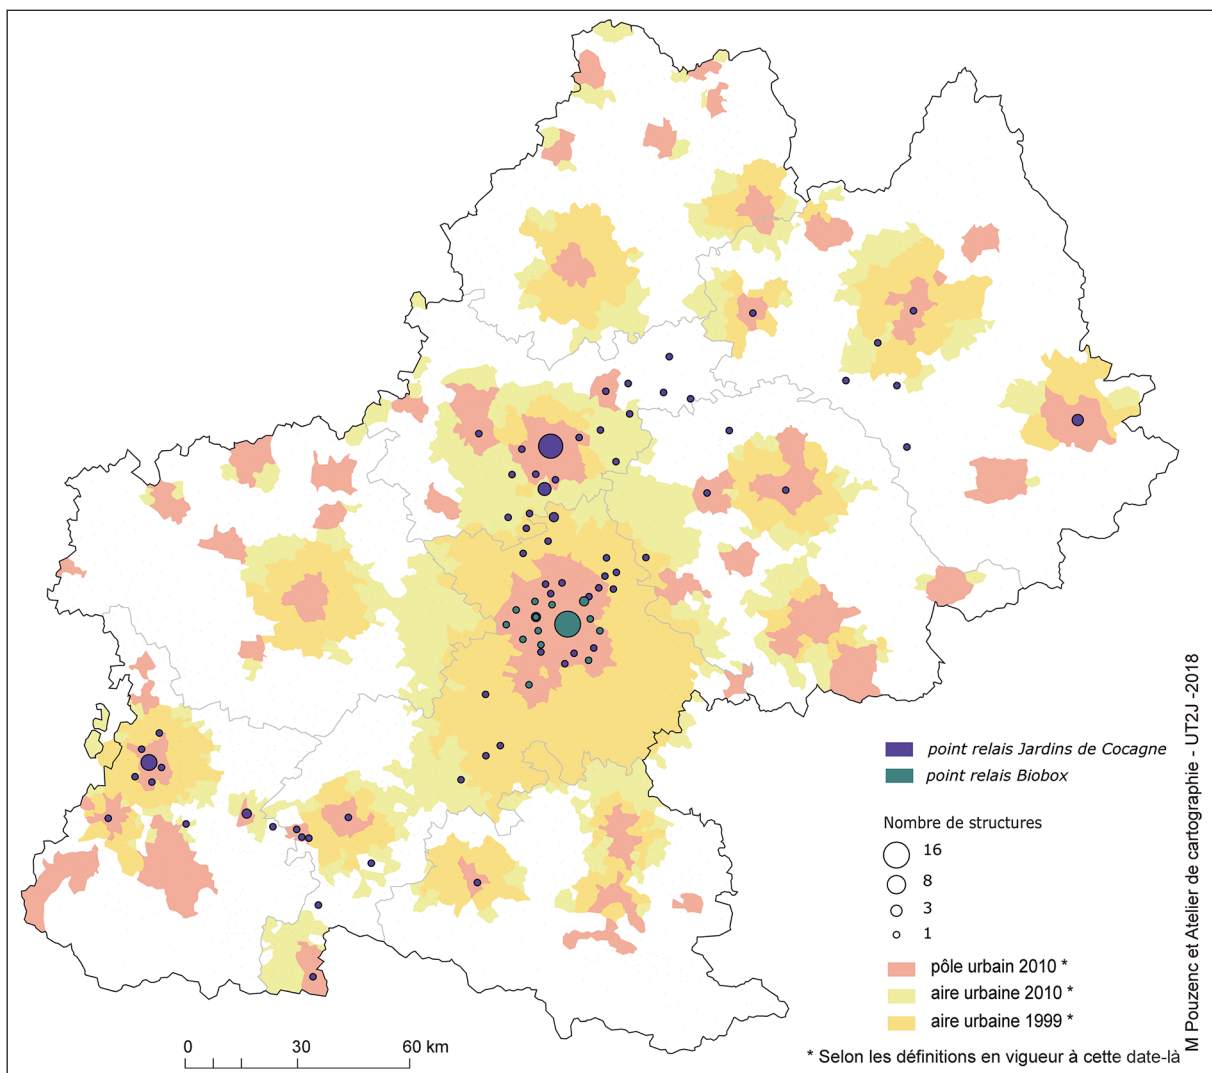 point relais Jardins de Cocagne
point relais Biobox
Nombre de structures
16
8
3
1
pôle urbain 2010 *
aire urbaine 2010 *
aire urbaine 1999 *
* Selon les définitions en vigueur à cette date-là
0 30 60 km
M Pouzenc et Atelier de cartographie - UT2J -2018